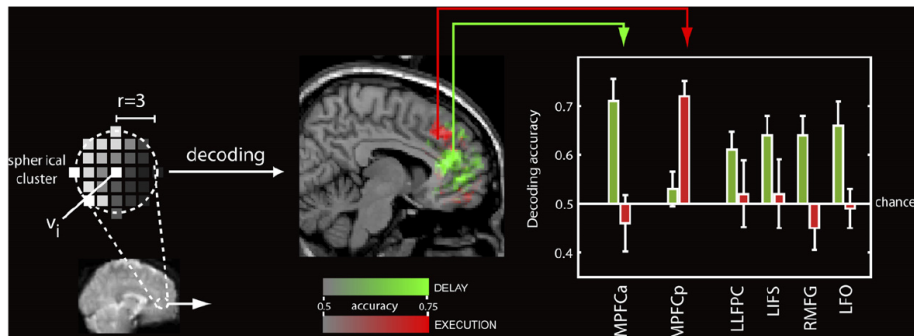 r=3
spherical
cluster
vi
decoding
DELAY
0.5 accuracy 0.75
EXECUTION
Decoding accuracy
0.7
0.6
0.5
0.4
chance
MPFCa
MPFCp
LLFPC
LIFS
RMFG
LFO